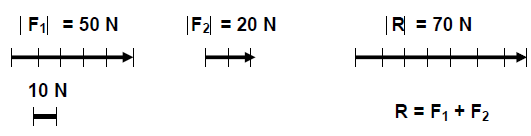 |F₁| = 50 N
|F₂| = 20 N
|R| = 70 N
10 N
R = F₁ + F₂